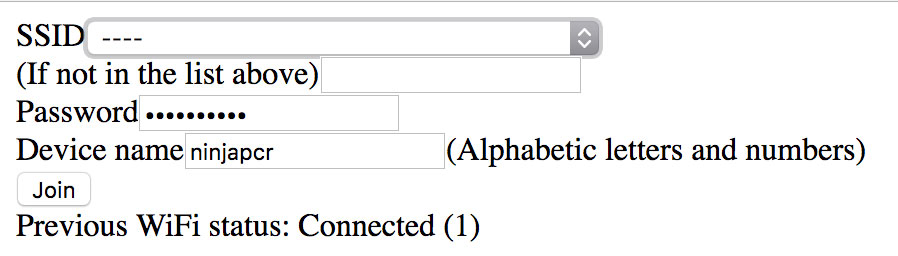 SSID ----
(If not in the list above)
Password ••••••••••
Device name ninjapcr (Alphabetic letters and numbers)
Join
Previous WiFi status: Connected (1)